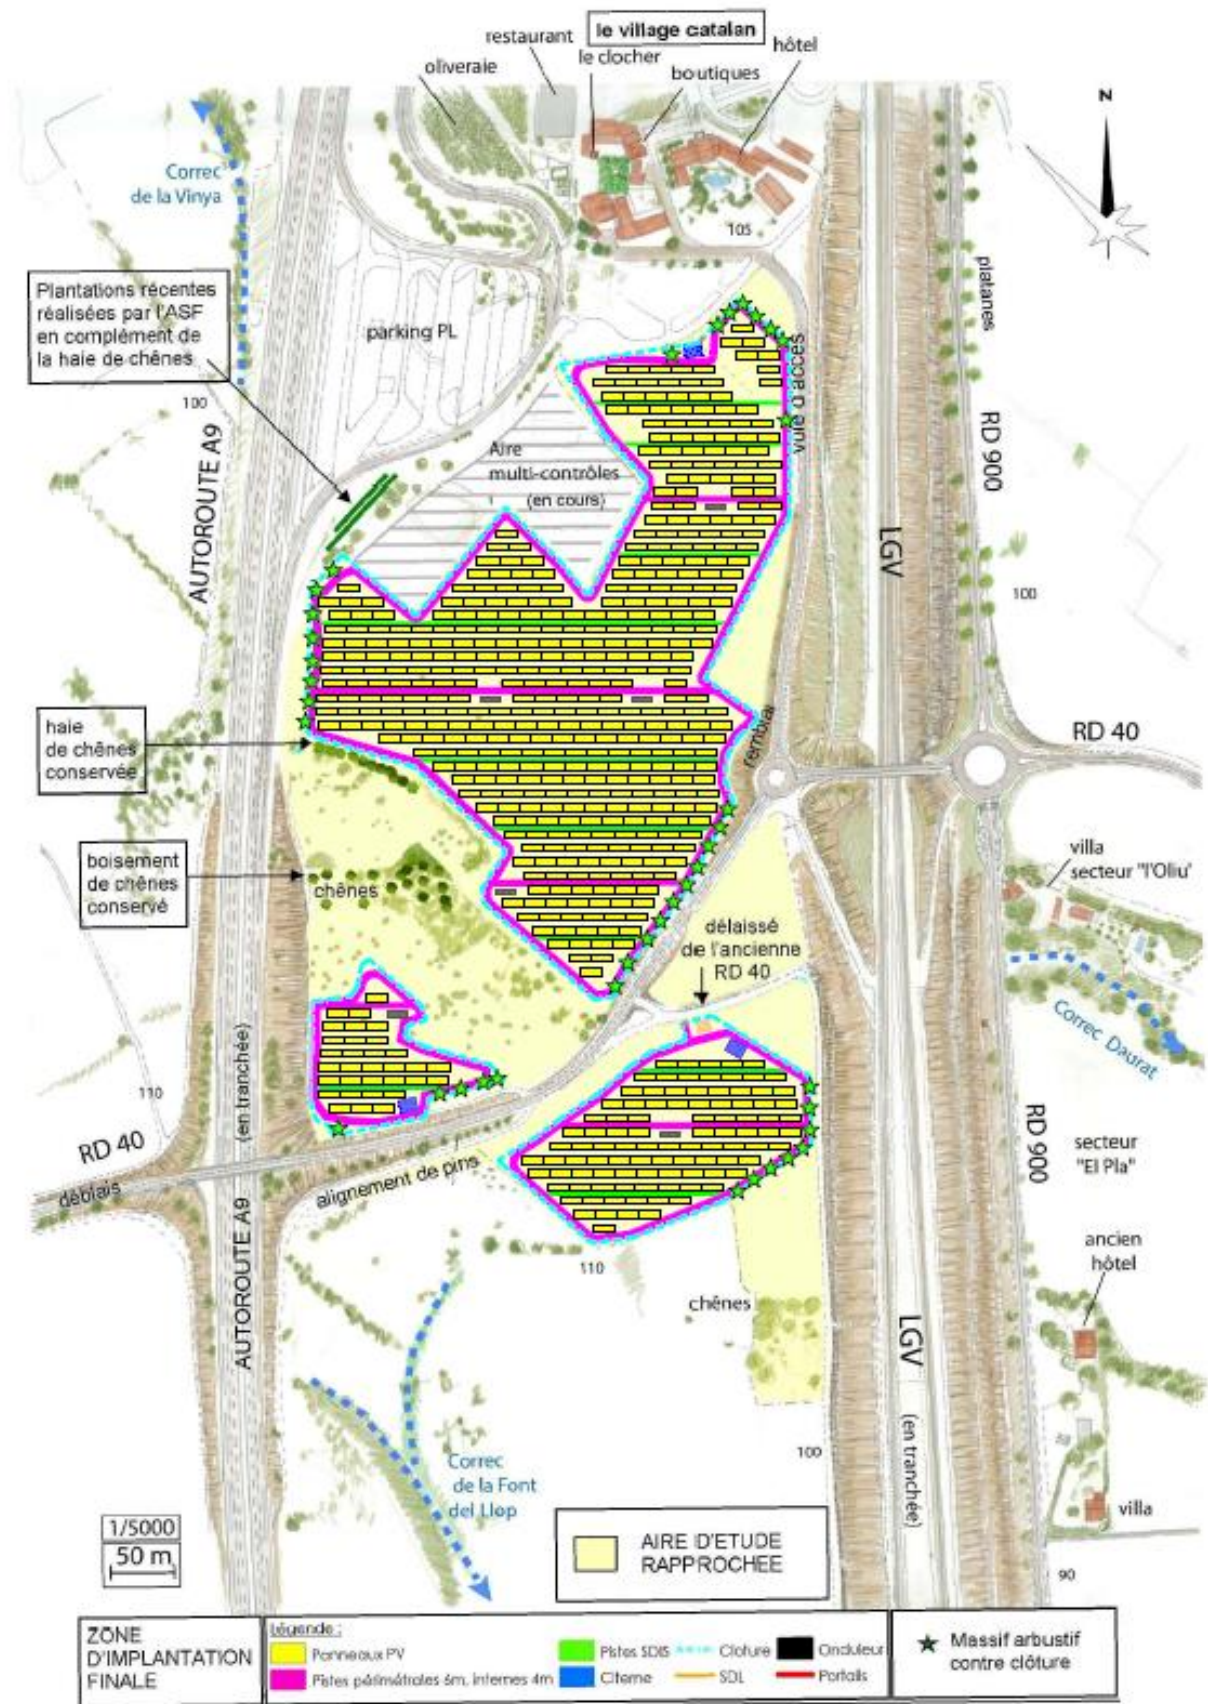 restaurant
le village catalan
hôtel
le clocher
oliveraie
boutiques
N
Correc
de la Vinya
105
platanes
Plantations récentes
réalisées par l'ASF
en complément de
la haie de chênes
parking PL
voie d'accès
100
AUTOROUTE A9
RD 900
Aire
multi-contrôles
(en cours)
LGV
100
haie
de chênes
conservée
remblai
RD 40
boisement
de chênes
conservé
chênes
villa
secteur "l'Oliu"
délaissé
de l'ancienne
RD 40
Correc Daurat
(en tranchée)
110
RD 40
déblais
alignement de pins
RD 900
secteur
"El Pla"
AUTOROUTE A9
ancien
hôtel
110
chênes
LGV
(en tranchée)
Correc
de la Font
del Llop
100
villa
1/5000
50 m
AIRE D'ETUDE
RAPPROCHEE
90
ZONE
D'IMPLANTATION
FINALE
Légende :
Panneaux PV
Pistes SDIS
Cloture
Onduleur
Pistes périmétrales 6m, internes 4m
Citerne
SDL
Portails
Massif arbustif
contre clôture